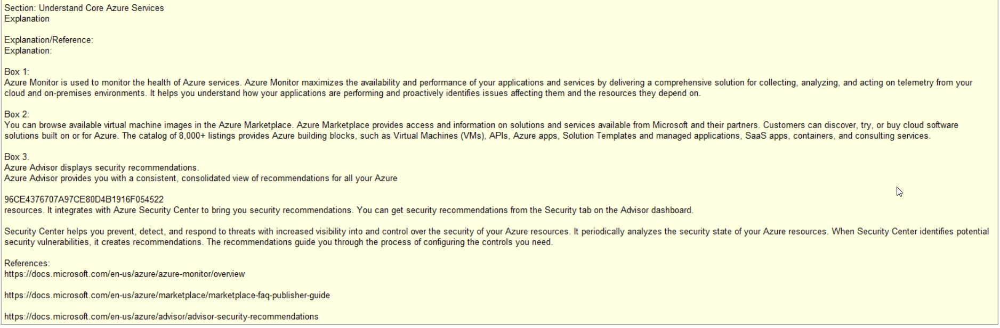 Section: Understand Core Azure Services
Explanation
Explanation/Reference:
Explanation:
Box 1:
Azure Monitor is used to monitor the health of Azure services. Azure Monitor maximizes the availability and performance of your applications and services by delivering a comprehensive solution for collecting, analyzing, and acting on telemetry from your
cloud and on-premises environments. It helps you understand how your applications are performing and proactively identifies issues affecting them and the resources they depend on.
Box 2:
You can browse available virtual machine images in the Azure Marketplace. Azure Marketplace provides access and information on solutions and services available from Microsoft and their partners. Customers can discover, try, or buy cloud software
solutions built on or for Azure. The catalog of 8,000+ listings provides Azure building blocks, such as Virtual Machines (VMs), APIs, Azure apps, Solution Templates and managed applications, SaaS apps, containers, and consulting services.
Box 3.
Azure Advisor displays security recommendations.
Azure Advisor provides you with a consistent, consolidated view of recommendations for all your Azure
96CE4376707A97CE80D4B1916F054522
resources. It integrates with Azure Security Center to bring you security recommendations. You can get security recommendations from the Security tab on the Advisor dashboard.
Security Center helps you prevent, detect, and respond to threats with increased visibility into and control over the security of your Azure resources. It periodically analyzes the security state of your Azure resources. When Security Center identifies potential
security vulnerabilities, it creates recommendations. The recommendations guide you through the process of configuring the controls you need.
References:
https://docs.microsoft.com/en-us/azure/azure-monitor/overview
https://docs.microsoft.com/en-us/azure/marketplace/marketplace-faq-publisher-guide
https://docs.microsoft.com/en-us/azure/advisor/advisor-security-recommendations